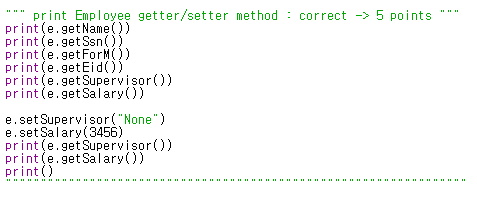 """ print Employee getter/setter method : correct -> 5 points """
print(e.getName())
print(e.getSsn())
print(e.getForM())
print(e.getEid())
print(e.getSupervisor())
print(e.getSalary())
e.setSupervisor("None")
e.setSalary(3456)
print(e.getSupervisor())
print(e.getSalary())
print()
"""""""""""""""""""""""""""""""""""""""""""""""""""""""""""""""""""